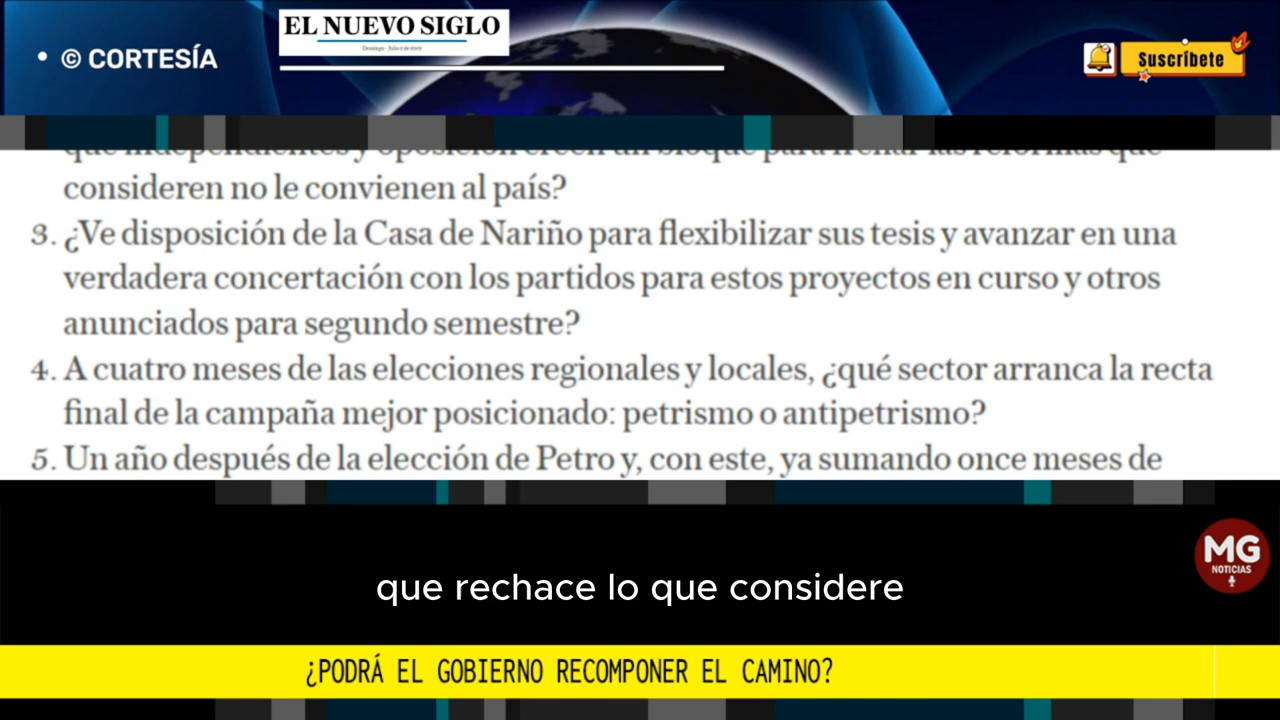 • © CORTESÍA
EL NUEVO SIGLO
Suscríbete
consideren no le convienen al país?
3. ¿Ve disposición de la Casa de Nariño para flexibilizar sus tesis y avanzar en una
verdadera concertación con los partidos para estos proyectos en curso y otros
anunciados para segundo semestre?
4. A cuatro meses de las elecciones regionales y locales, ¿qué sector arranca la recta
final de la campaña mejor posicionado: petrismo o antipetrismo?
5. Un año después de la elección de Petro y, con este, ya sumando once meses de
MG
NOTICIAS
que rechace lo que considere
¿PODRÁ EL GOBIERNO RECOMPONER EL CAMINO?